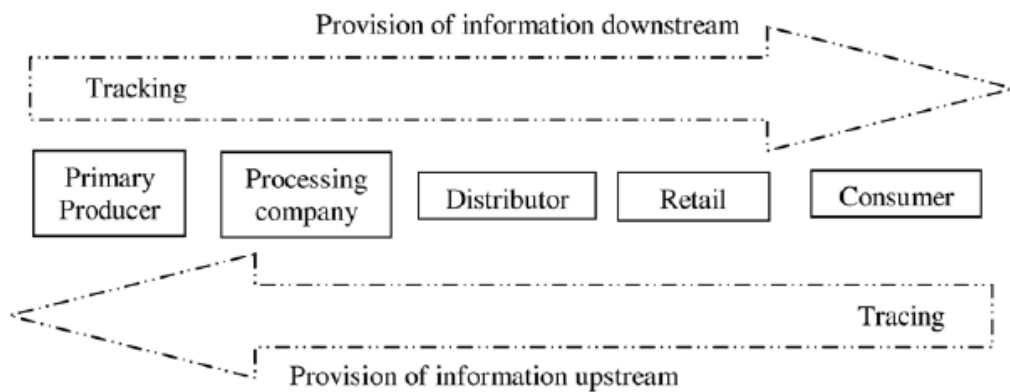 Provision of information downstream
Tracking
Primary
Producer
Processing
company
Distributor
Retail
Consumer
Tracing
Provision of information upstream